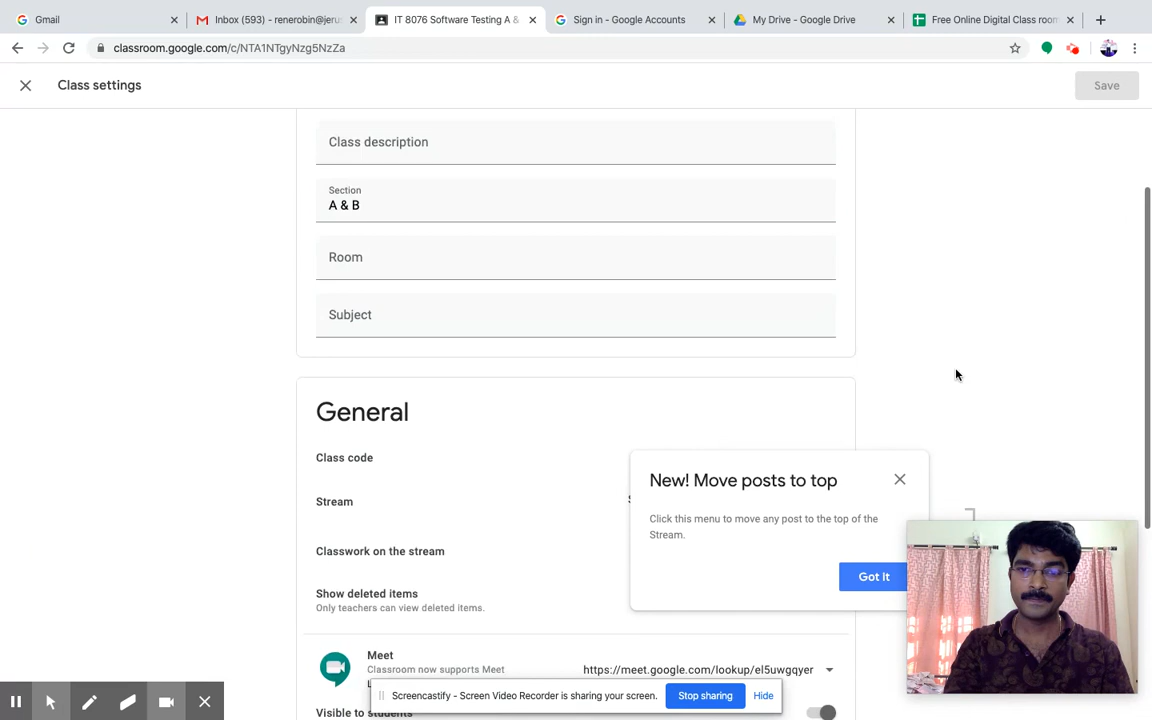 Gmail
Inbox (593) - renerobin@jerus
IT 8076 Software Testing A &
Sign in - Google Accounts
My Drive - Google Drive
Free Online Digital Class room
classroom.google.com/c/NTA1NTgyNzg5NzZa
Class settings
Save
Class description
Section
A & B
Room
Subject
General
Class code
New! Move posts to top
Stream
Click this menu to move any post to the top of the
Stream.
Classwork on the stream
Got it
Show deleted items
Only teachers can view deleted items.
Meet
Classroom now supports Meet
https://meet.google.com/lookup/el5uwgqyer
Screencastify - Screen Video Recorder is sharing your screen.
Stop sharing
Hide
Visible to students